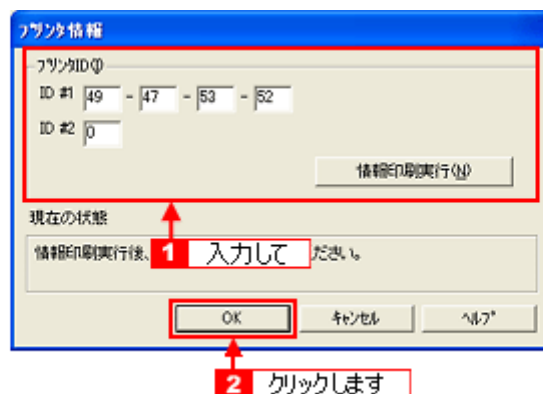 プリンタ情報
プリンタID(I)
ID #1 49 - 47 - 53 - 52
ID #2 0
情報印刷実行(N)
現在の状態
情報印刷実行後、
ださい。
1 入力して
OK
キャンセル
ヘルプ
2 クリックします